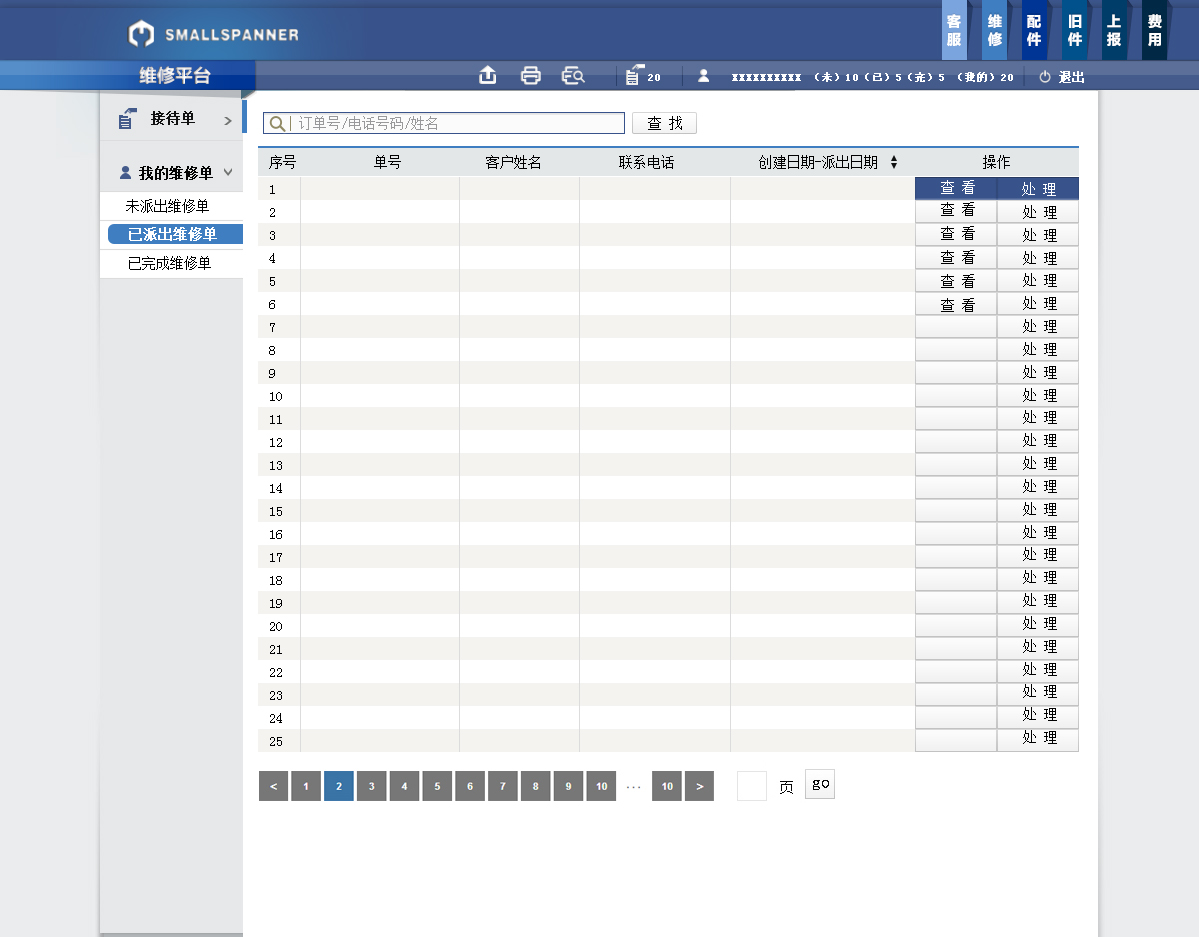 SMALLSPANNER
客服 维修 配件 旧件 上报 费用
维修平台
20 xxxxxxxxxx (未)10(已)5(完)5 (我的)20 退出
接待单 >
我的维修单
未派出维修单
已派出维修单
已完成维修单
订单号/电话号码/姓名 查 找
序号 单号 客户姓名 联系电话 创建日期-派出日期 操作
1 查 看 处 理
2 查 看 处 理
3 查 看 处 理
4 查 看 处 理
5 查 看 处 理
6 查 看 处 理
7 处 理
8 处 理
9 处 理
10 处 理
11 处 理
12 处 理
13 处 理
14 处 理
15 处 理
16 处 理
17 处 理
18 处 理
19 处 理
20 处 理
21 处 理
22 处 理
23 处 理
24 处 理
25 处 理
< 1 2 3 4 5 6 7 8 9 10 ··· 10 > 页 go